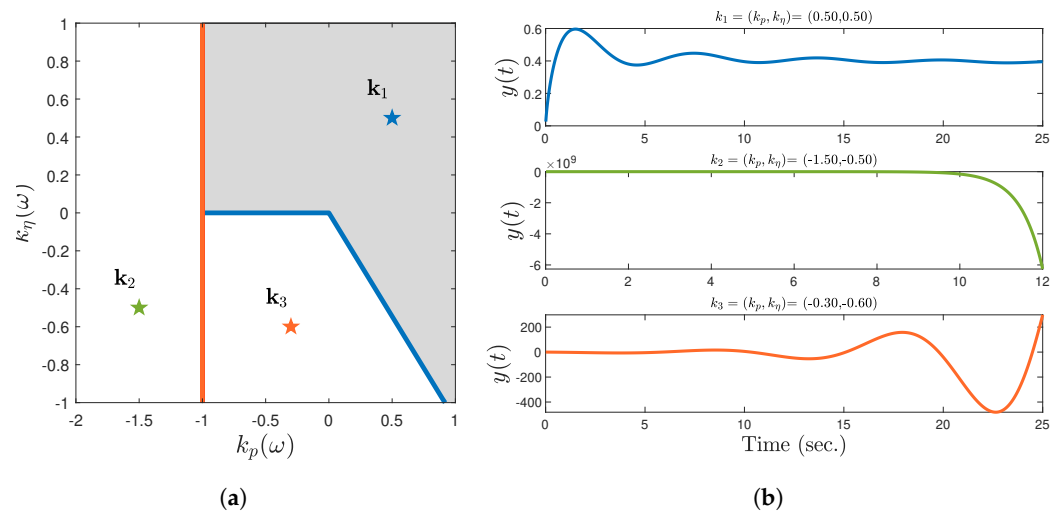 1
0.8
0.6
0.4
0.2
0
-0.2
-0.4
-0.6
-0.8
-1
κη(ω)
k₁
k₂
k₃
-1.5 -1 -0.5 0 0.5 1
kₚ(ω)
(a)
k₁ = (kₚ, kη)= (0.50,0.50)
0.6
0.4
0.2
0
y(t)
0 5 10 15 20 25
k₂ = (kₚ, kη)= (-1.50,-0.50)
×10⁹
0
-2
-4
-6
y(t)
0 2 4 6 8 10 12
k₃ = (kₚ, kη)= (-0.30,-0.60)
200
0
-200
-400
y(t)
0 5 10 15 20 25
Time (sec.)
(b)